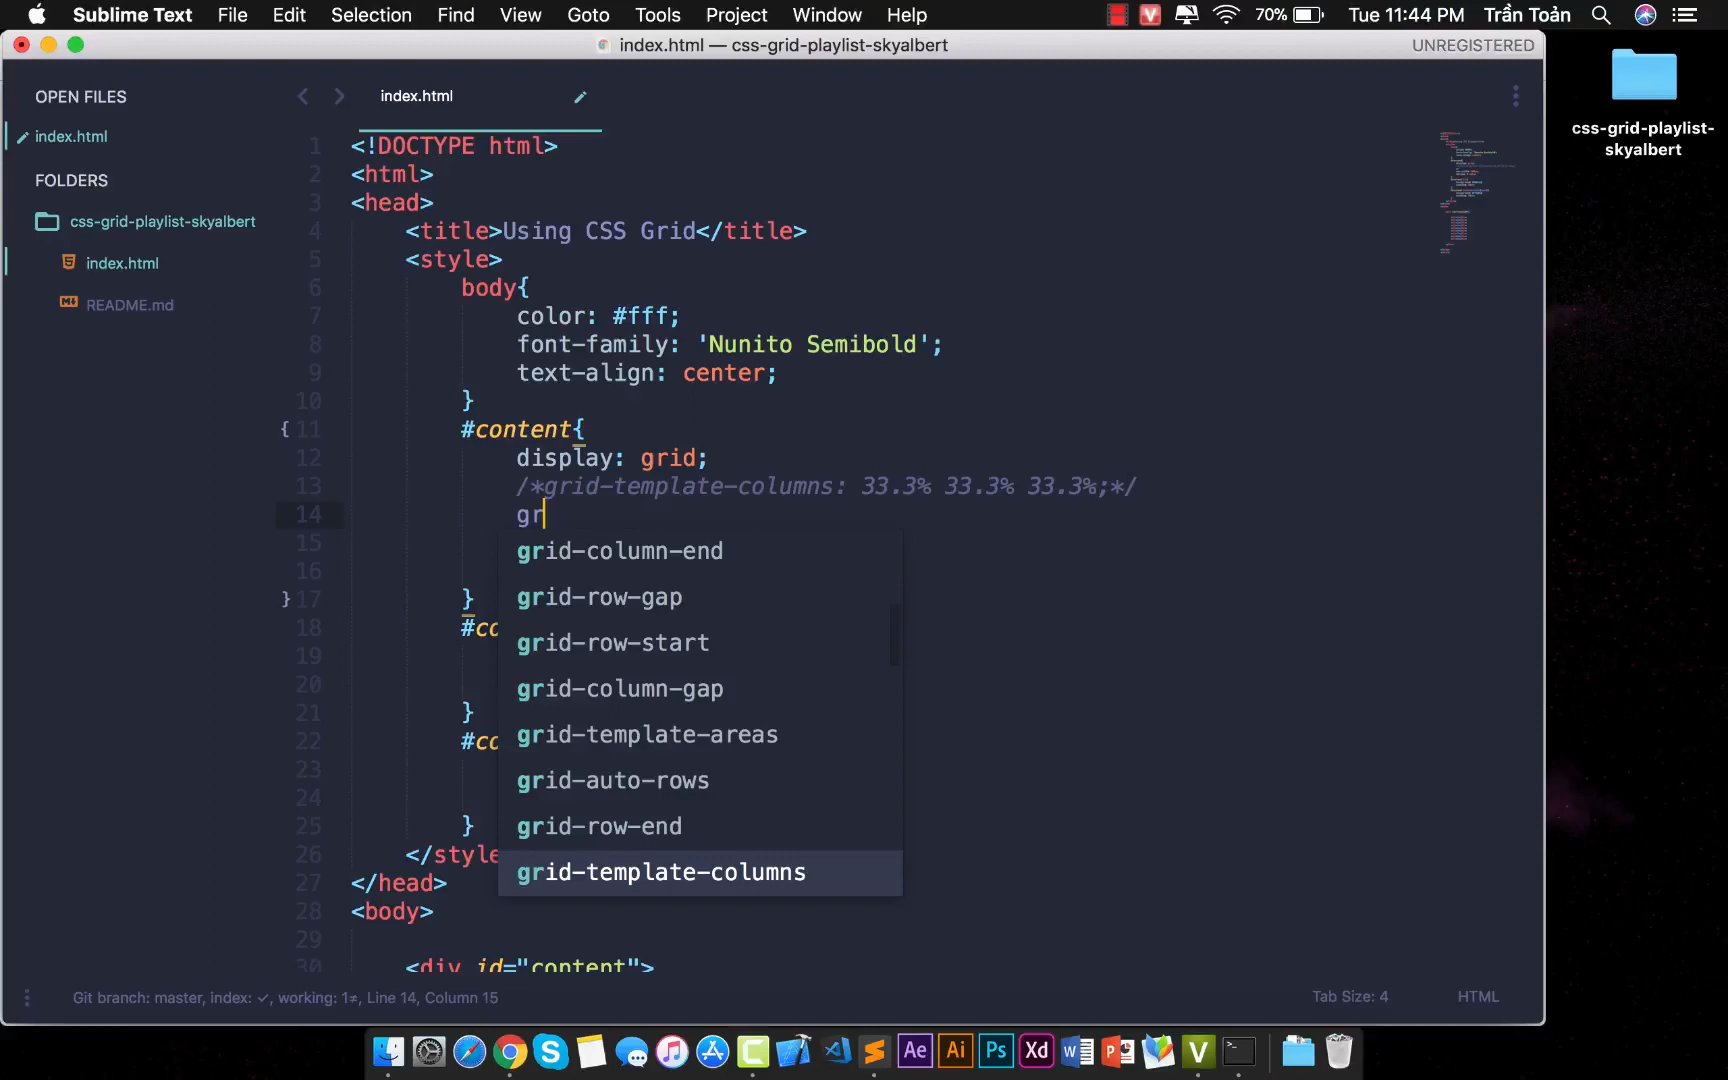 Sublime Text File Edit Selection Find View Goto Tools Project Window Help 70% Tue 11:44 PM Trần Toản
index.html — css-grid-playlist-skyalbert UNREGISTERED
OPEN FILES
index.html
FOLDERS
css-grid-playlist-skyalbert
index.html
README.md
index.html
1 <!DOCTYPE html>
2 <html>
3 <head>
4 <title>Using CSS Grid</title>
5 <style>
6 body{
7 color: #fff;
8 font-family: 'Nunito Semibold';
9 text-align: center;
10 }
{ 11 #content{
12 display: grid;
13 /*grid-template-columns: 33.3% 33.3% 33.3%;*/
14 gr
15
16
} 17 }
18 #co
19
20
21 }
22 #co
23
24
25 }
26 </style
27 </head>
28 <body>
29
30 <div id="content">
grid-column-end
grid-row-gap
grid-row-start
grid-column-gap
grid-template-areas
grid-auto-rows
grid-row-end
grid-template-columns
Git branch: master, index: ✓, working: 1≠, Line 14, Column 15 Tab Size: 4 HTML
css-grid-playlist-
skyalbert
Ae Ai Ps Xd